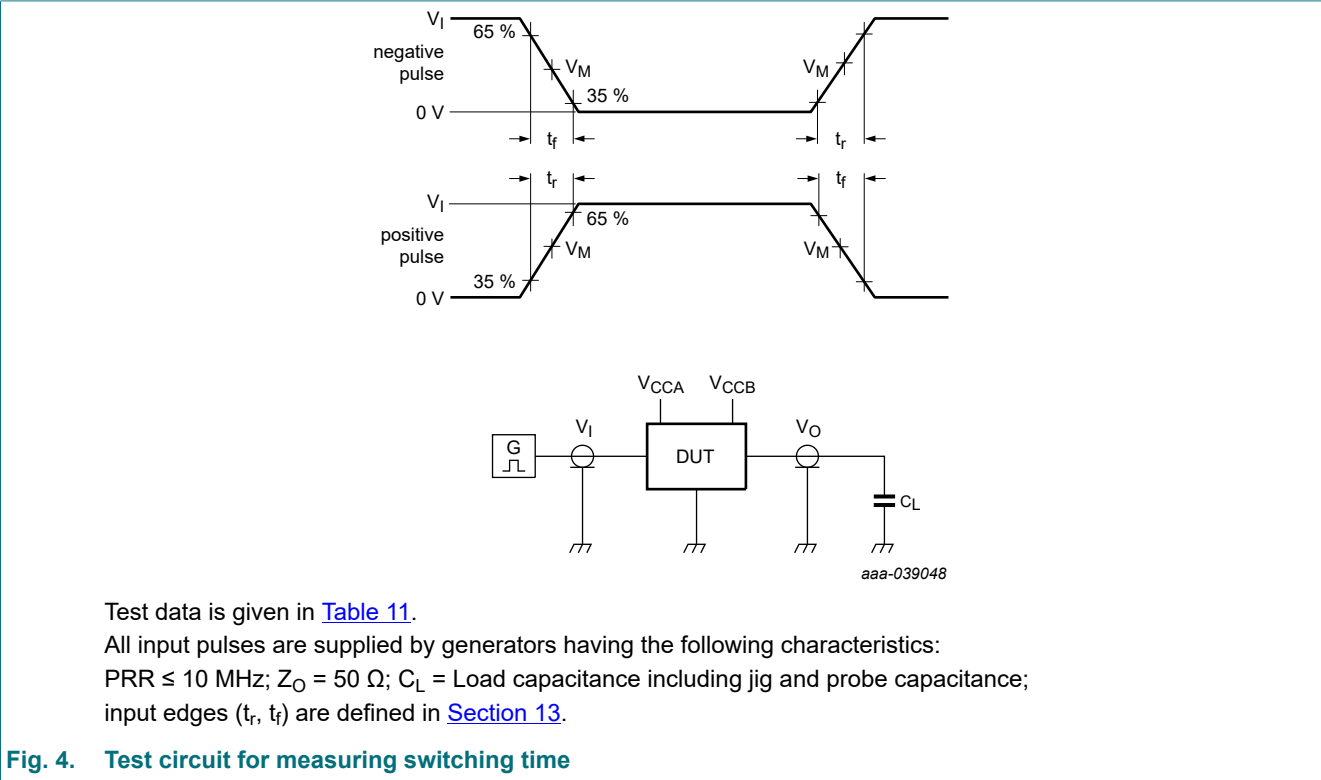 VI
65 %
negative
pulse
VM
VM
35 %
0 V
tf
tr
tr
tf
VI
65 %
positive
pulse
VM
VM
35 %
0 V
VCCA VCCB
VI
VO
G
DUT
CL
aaa-039048
Test data is given in Table 11.
All input pulses are supplied by generators having the following characteristics:
PRR ≤ 10 MHz; ZO = 50 Ω; CL = Load capacitance including jig and probe capacitance;
input edges (tr, tf) are defined in Section 13.
Fig. 4. Test circuit for measuring switching time